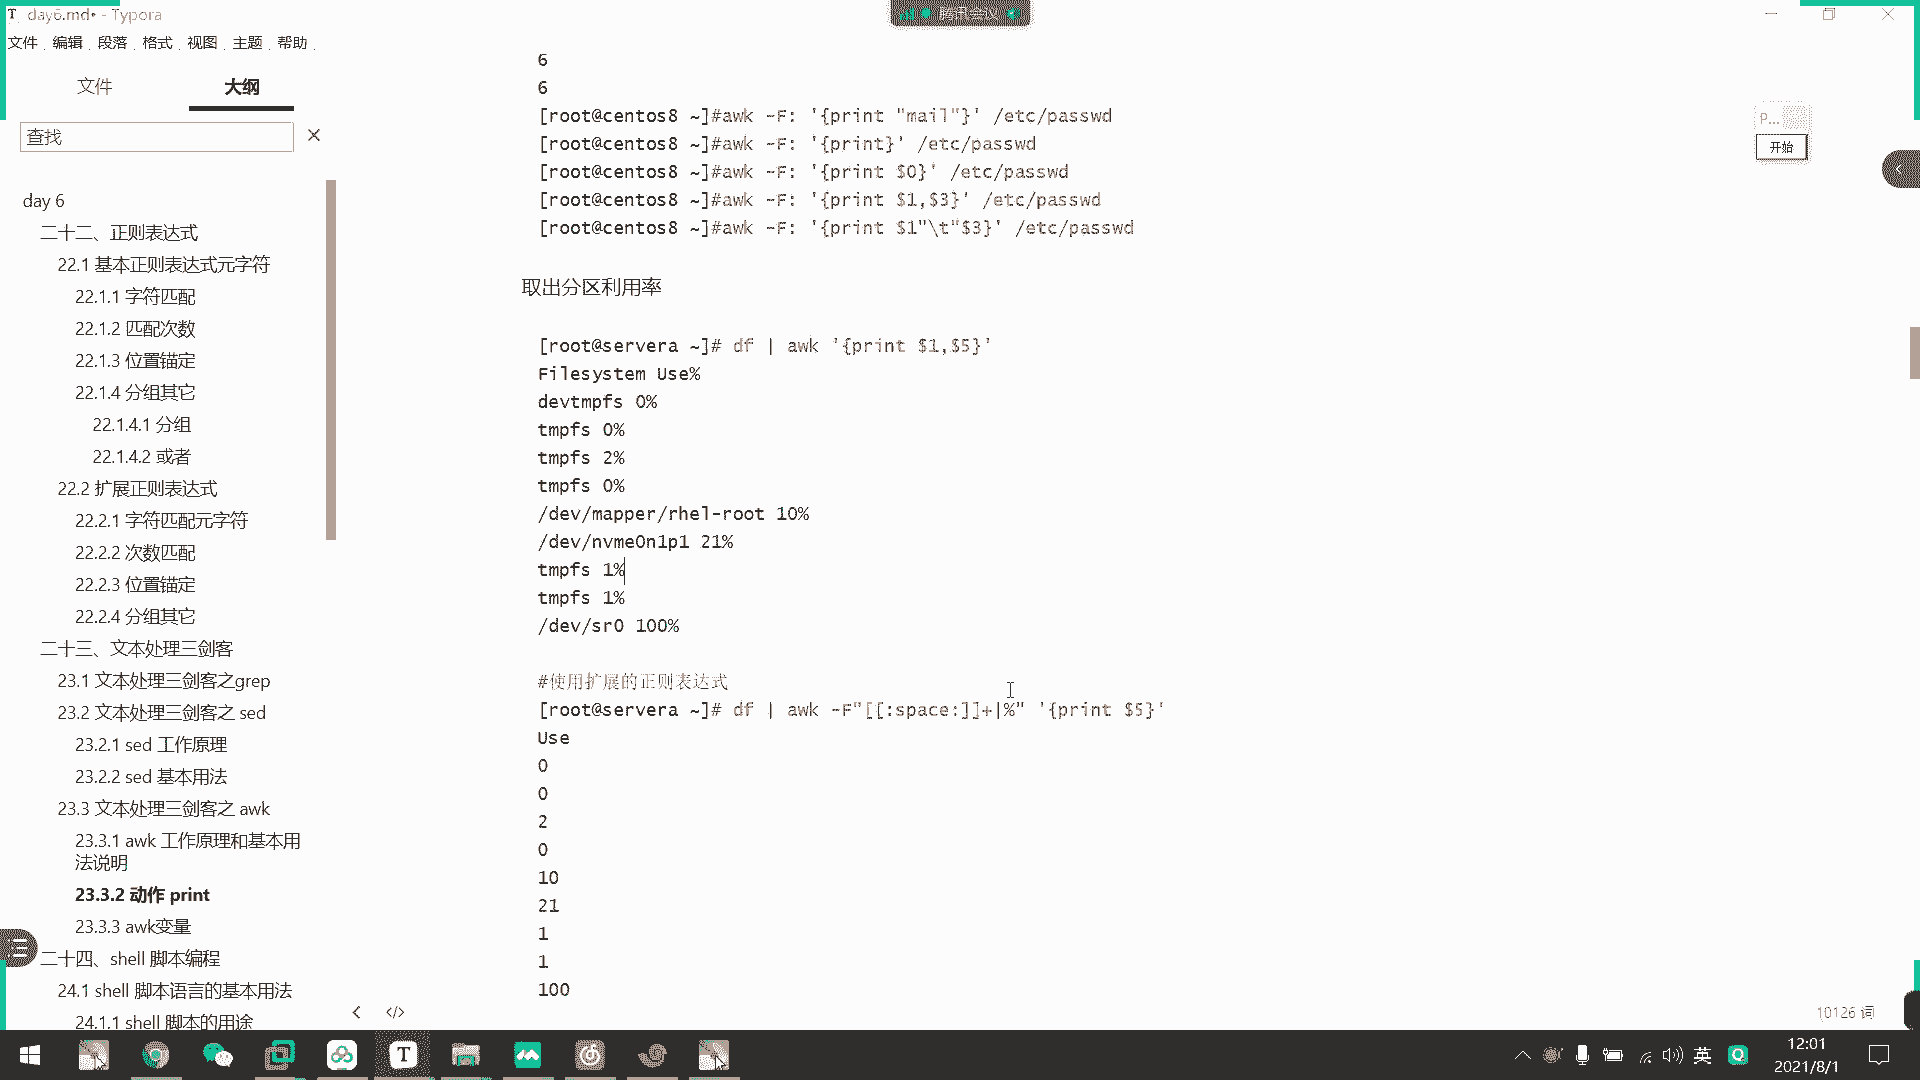 day6.md• - Typora
腾讯会议
文件 编辑 段落 格式 视图 主题 帮助
文件 大纲
查找
day 6
二十二、正则表达式
22.1 基本正则表达式元字符
22.1.1 字符匹配
22.1.2 匹配次数
22.1.3 位置锚定
22.1.4 分组其它
22.1.4.1 分组
22.1.4.2 或者
22.2 扩展正则表达式
22.2.1 字符匹配元字符
22.2.2 次数匹配
22.2.3 位置锚定
22.2.4 分组其它
二十三、文本处理三剑客
23.1 文本处理三剑客之grep
23.2 文本处理三剑客之 sed
23.2.1 sed 工作原理
23.2.2 sed 基本用法
23.3 文本处理三剑客之 awk
23.3.1 awk 工作原理和基本用
法说明
23.3.2 动作 print
23.3.3 awk变量
二十四、shell 脚本编程
24.1 shell 脚本语言的基本用法
24.1.1 shell 脚本的用途
6
6
[root@centos8 ~]#awk -F: '{print "mail"}' /etc/passwd
[root@centos8 ~]#awk -F: '{print}' /etc/passwd
[root@centos8 ~]#awk -F: '{print $0}' /etc/passwd
[root@centos8 ~]#awk -F: '{print $1,$3}' /etc/passwd
[root@centos8 ~]#awk -F: '{print $1"\t"$3}' /etc/passwd
取出分区利用率
[root@servera ~]# df | awk '{print $1,$5}'
Filesystem Use%
devtmpfs 0%
tmpfs 0%
tmpfs 2%
tmpfs 0%
/dev/mapper/rhel-root 10%
/dev/nvme0n1p1 21%
tmpfs 1%
tmpfs 1%
/dev/sr0 100%
#使用扩展的正则表达式
[root@servera ~]# df | awk -F"[[:space:]]+|%" '{print $5}'
Use
0
0
2
0
10
21
1
1
100
P...
开始
10126 词
英
12:01
2021/8/1